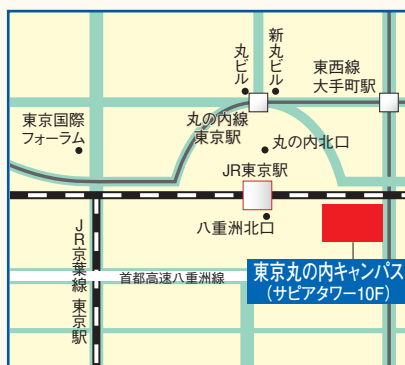 丸ビル
新丸ビル
東西線
大手町駅
東京国際
フォーラム
丸の内線
東京駅
丸の内北口
JR東京駅
八重洲北口
JR京葉線 東京駅
首都高速八重洲線
東京丸の内キャンパス
（サピアタワー10F）